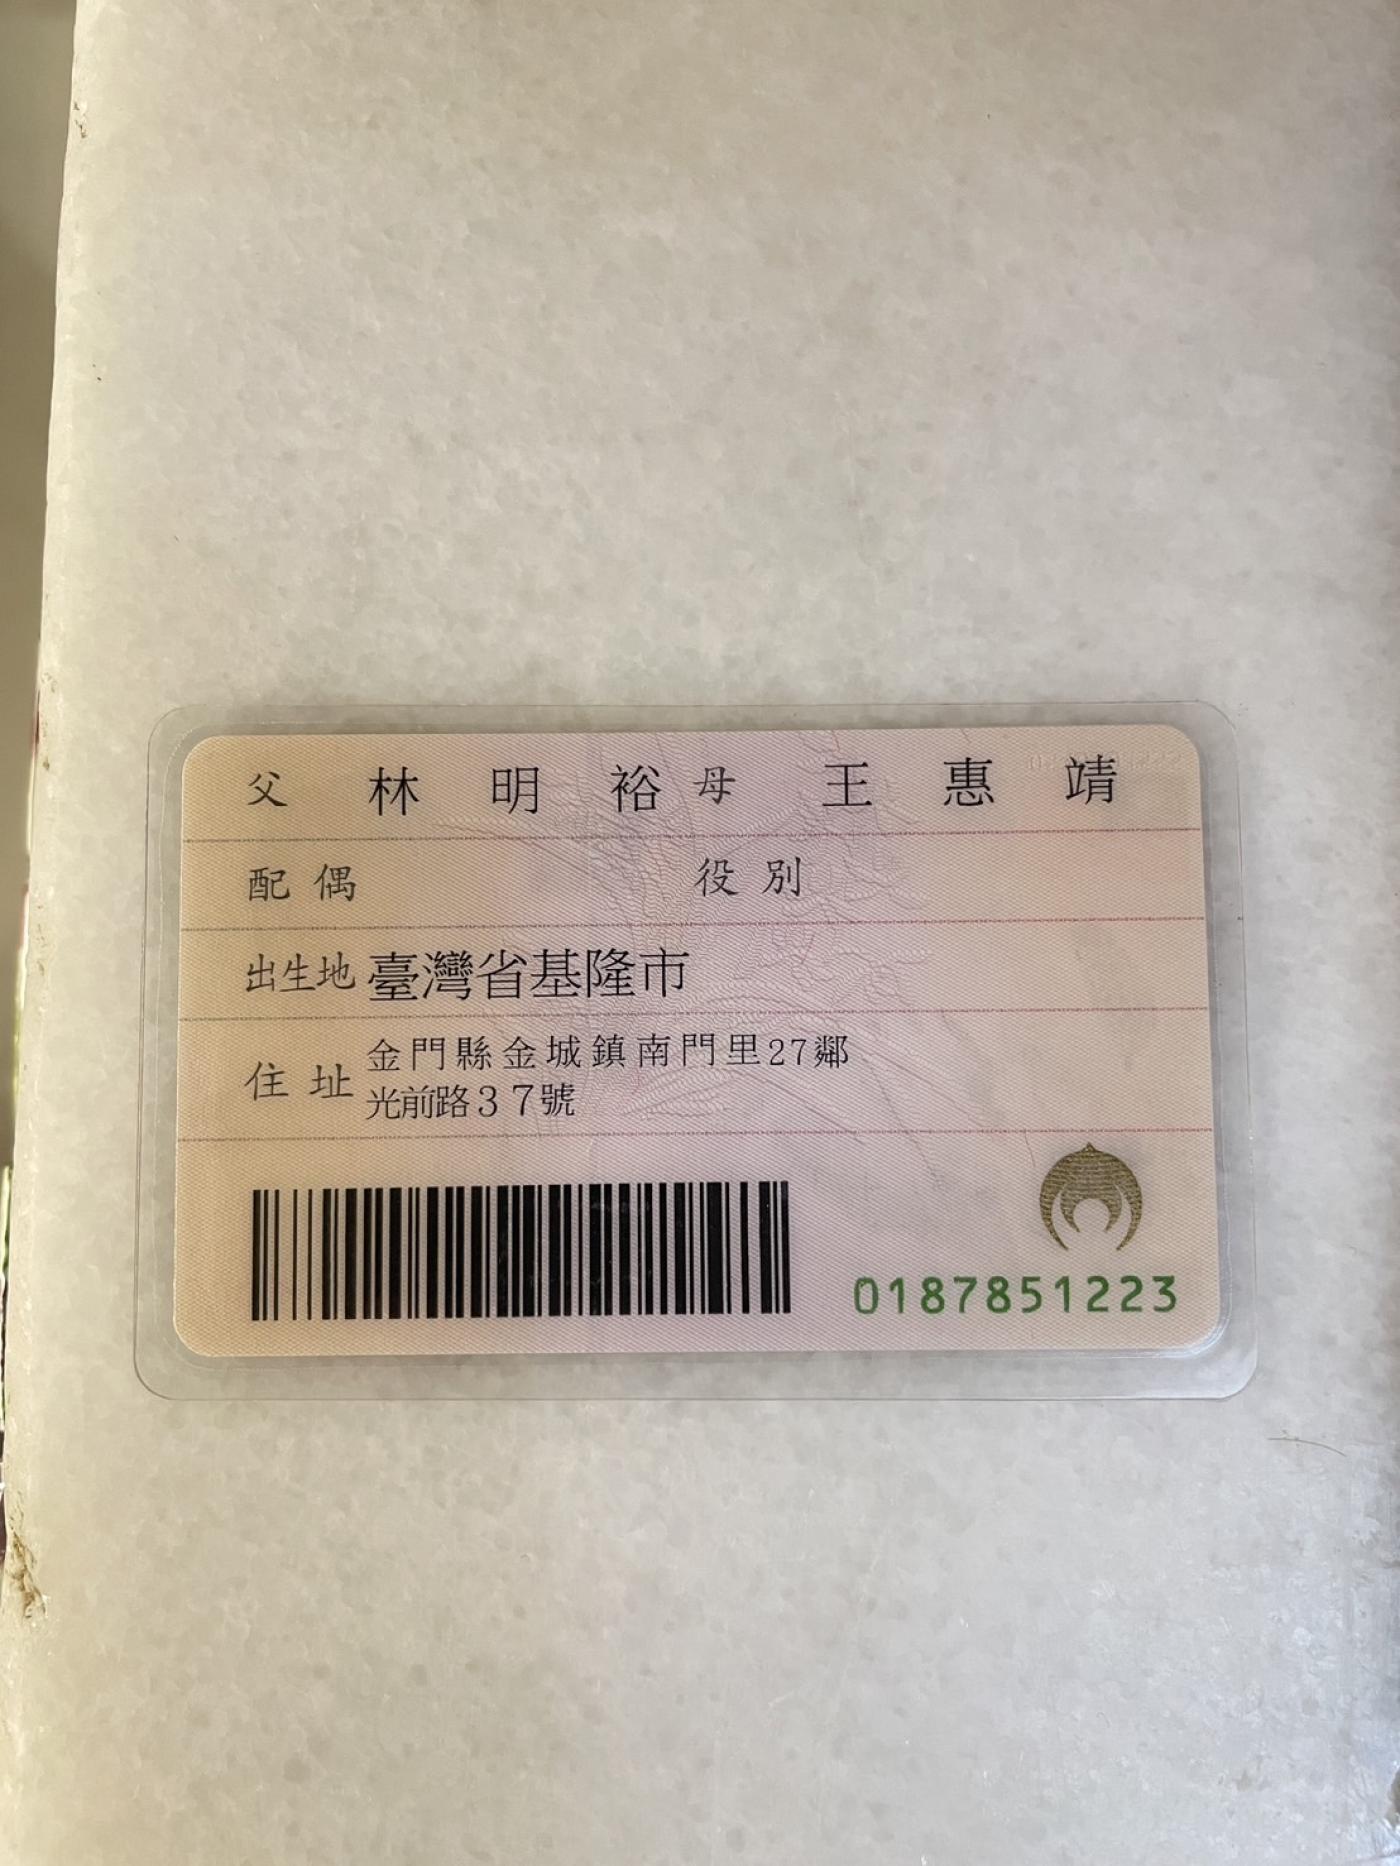 父 林明裕 母 王惠靖
配偶 役別
出生地 臺灣省基隆市
住址 金門縣金城鎮南門里27鄰
光前路37號
0187851223